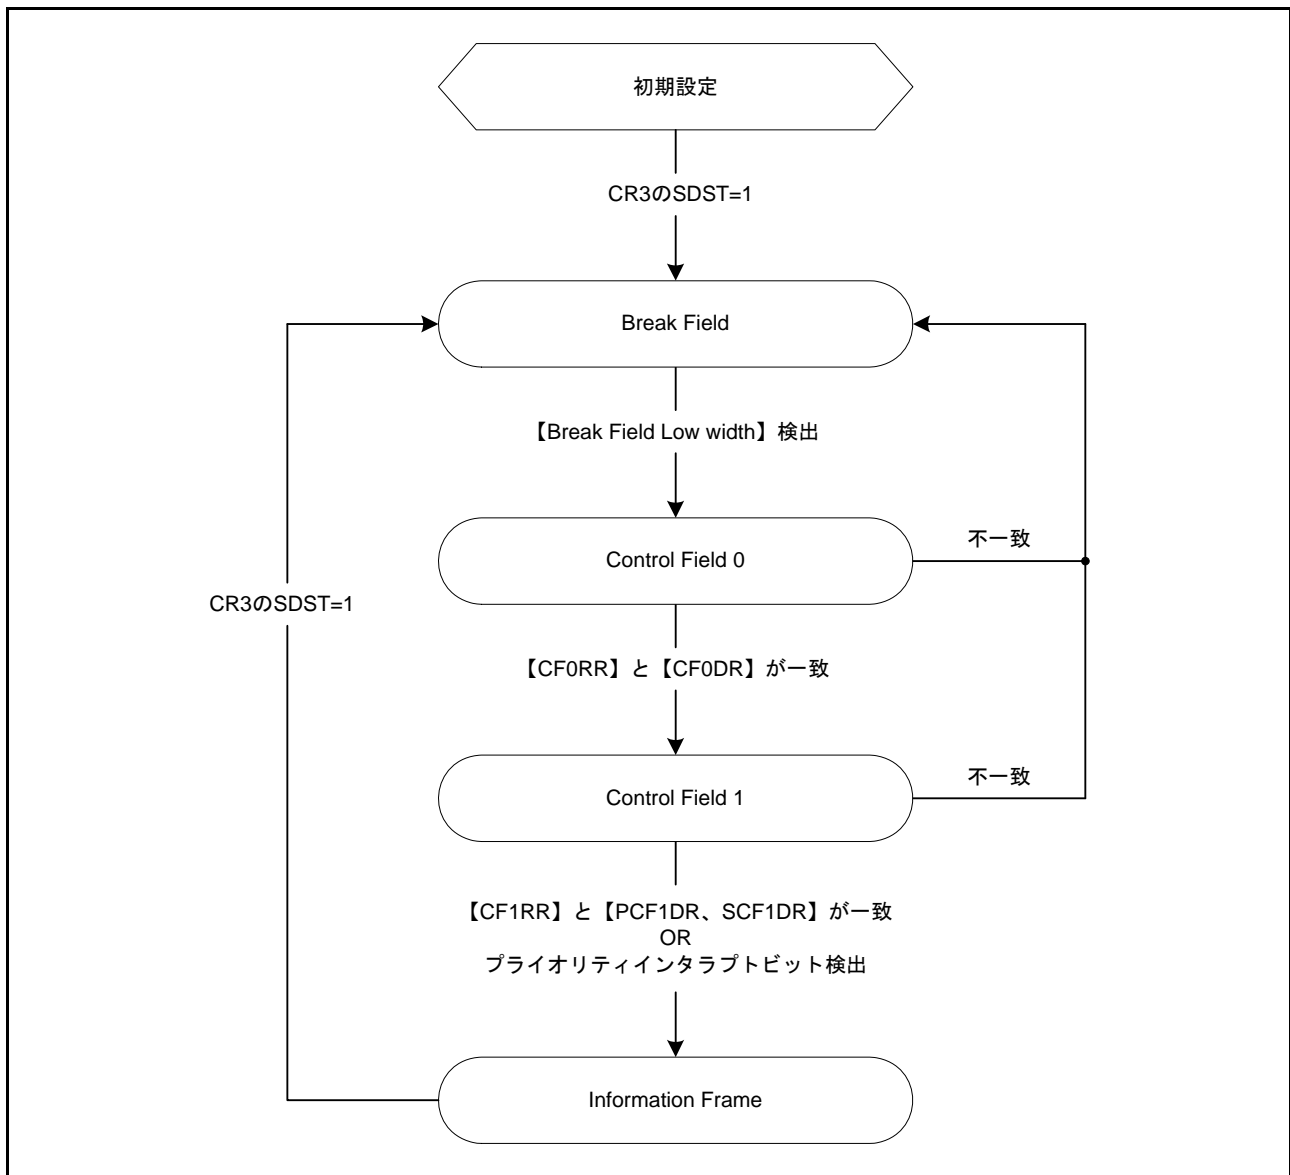 初期設定
CR3のSDST=1
Break Field
【Break Field Low width】検出
Control Field 0
不一致
CR3のSDST=1
【CF0RR】と【CF0DR】が一致
Control Field 1
不一致
【CF1RR】と【PCF1DR、SCF1DR】が一致
OR
プライオリティインタラプトビット検出
Information Frame